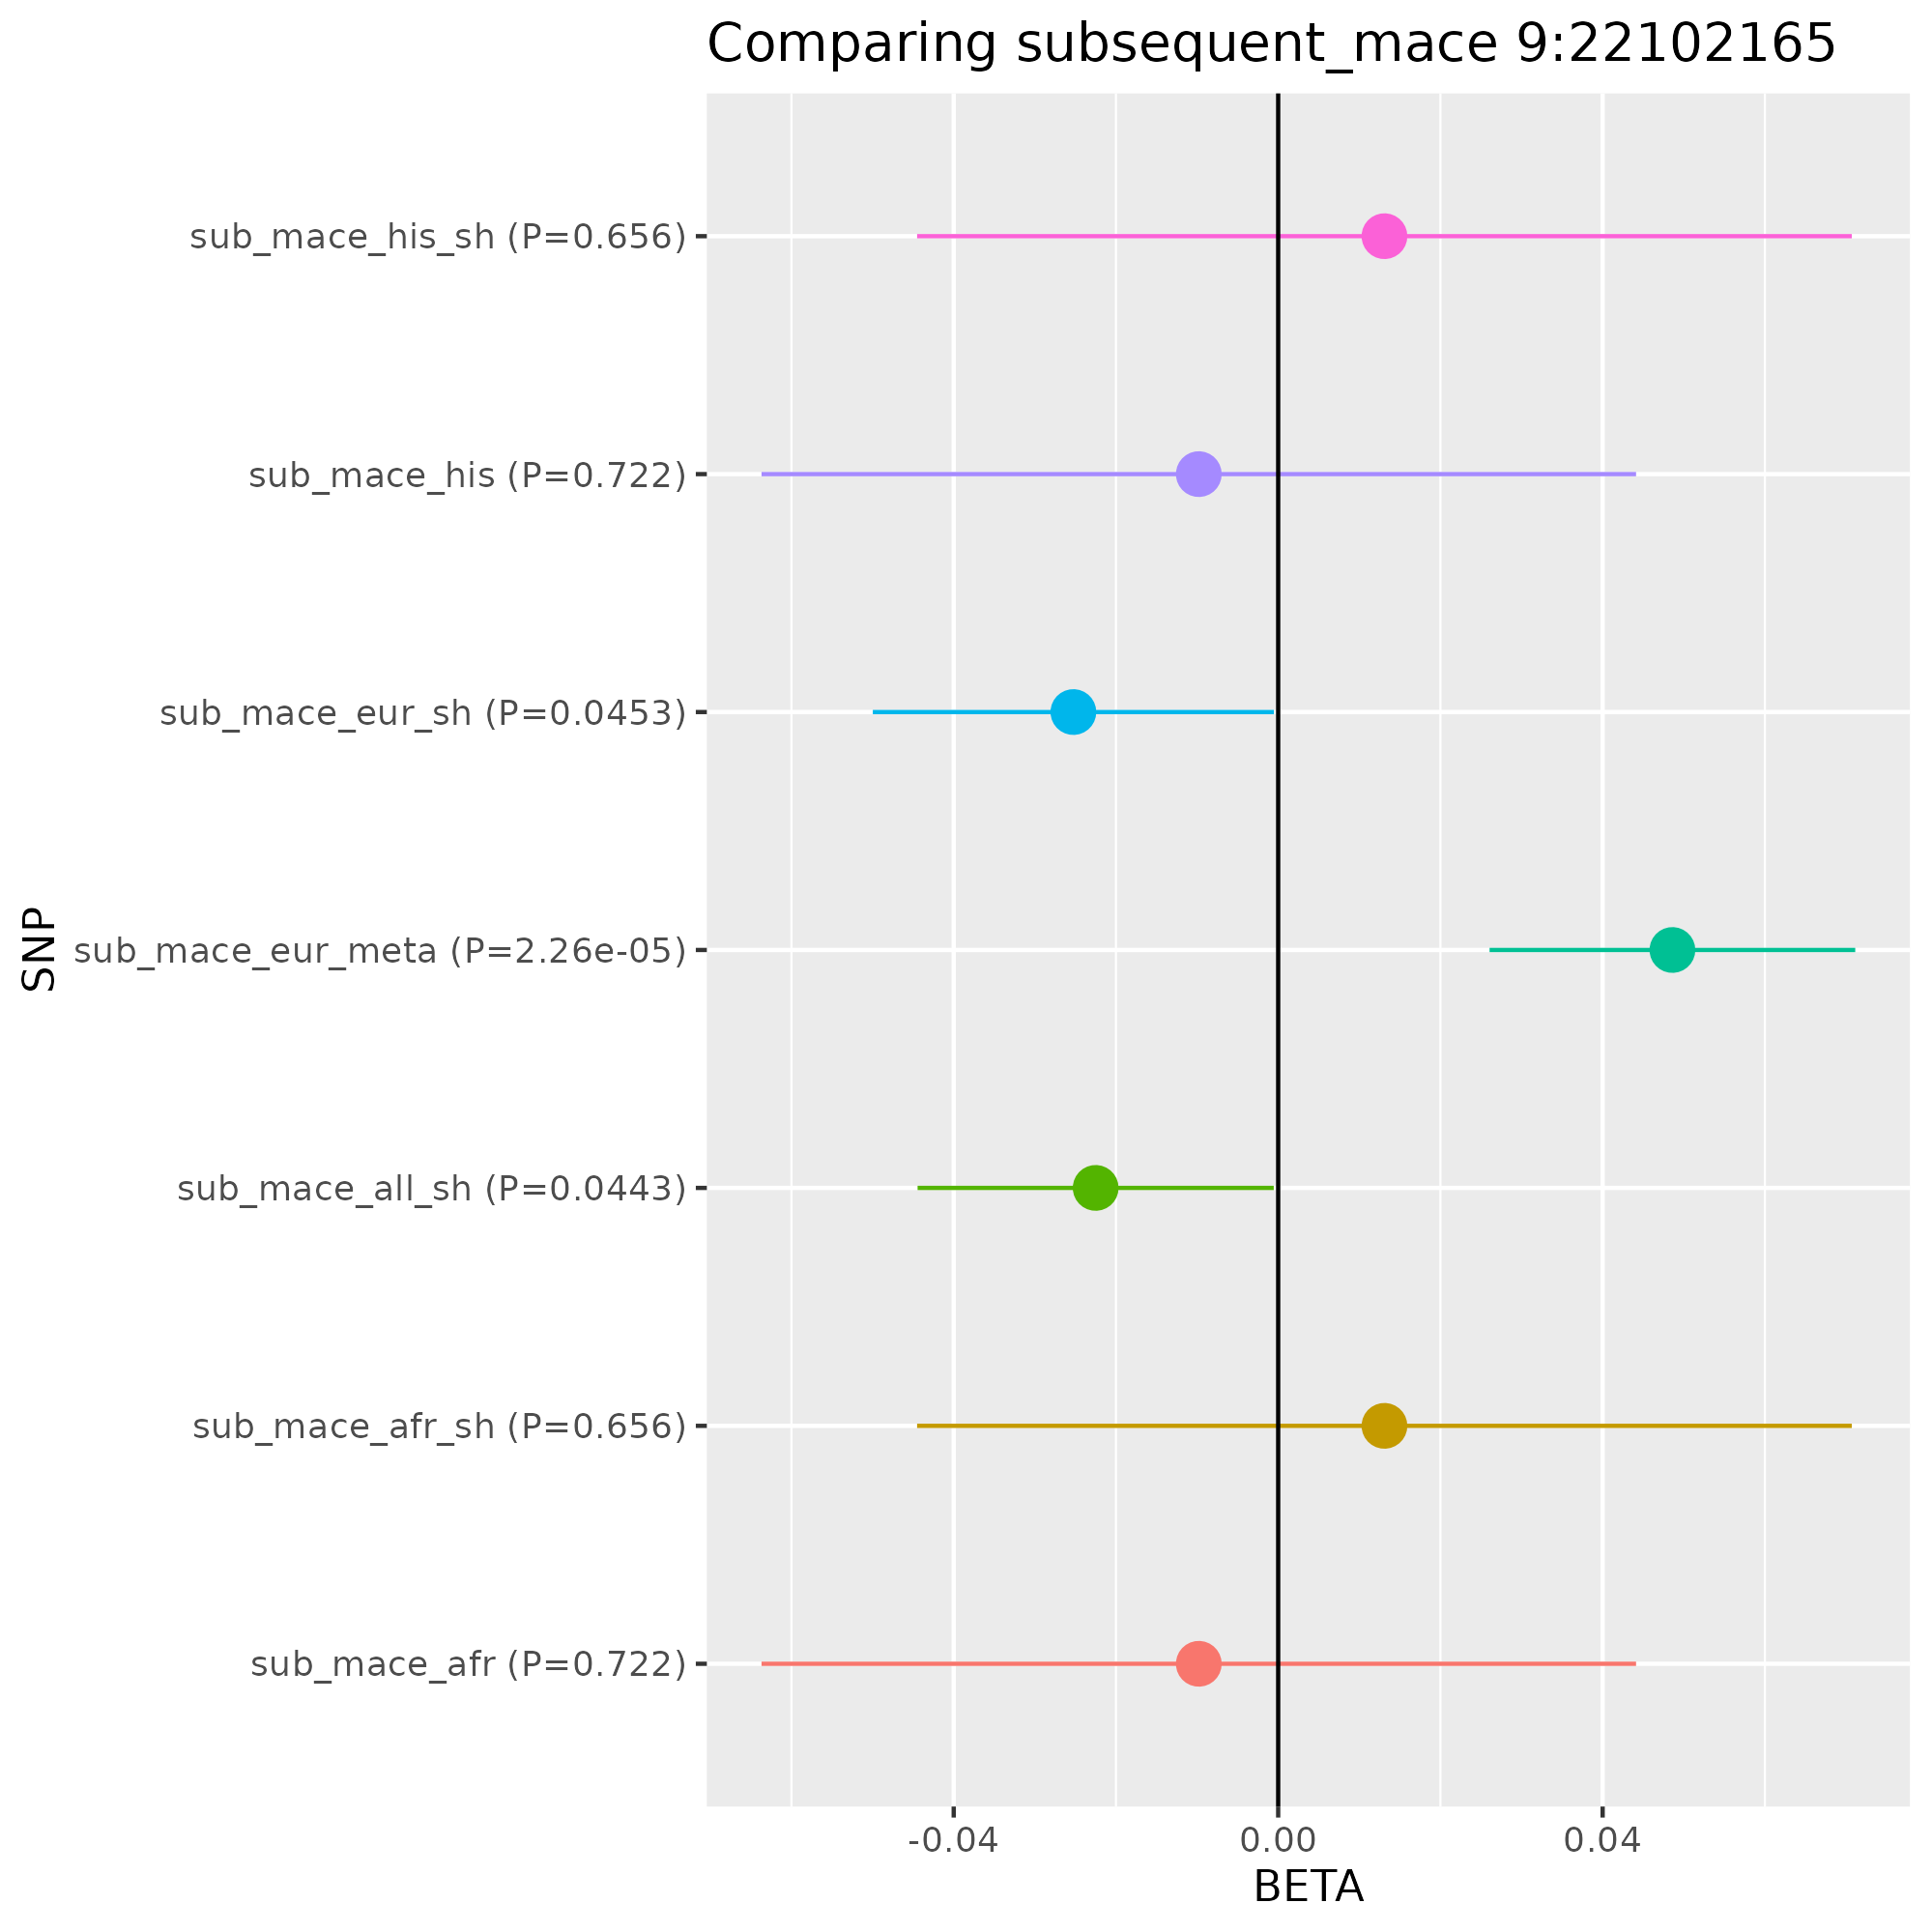 Comparing subsequent_mace 9:22102165
sub_mace_his_sh (P=0.656)
sub_mace_his (P=0.722)
sub_mace_eur_sh (P=0.0453)
SNP
sub_mace_eur_meta (P=2.26e-05)
sub_mace_all_sh (P=0.0443)
sub_mace_afr_sh (P=0.656)
sub_mace_afr (P=0.722)
-0.04 0.00 0.04
BETA